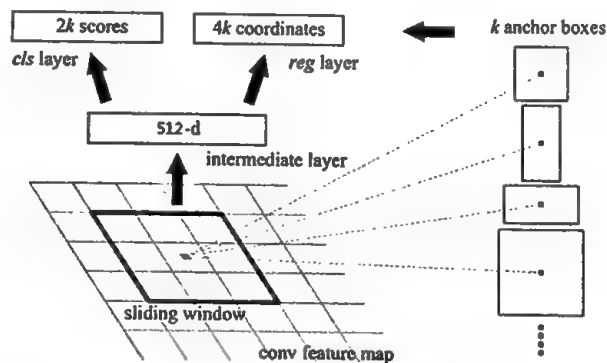 2k scores
4k coordinates
k anchor boxes
cls layer
reg layer
512-d
intermediate layer
sliding window
conv feature map